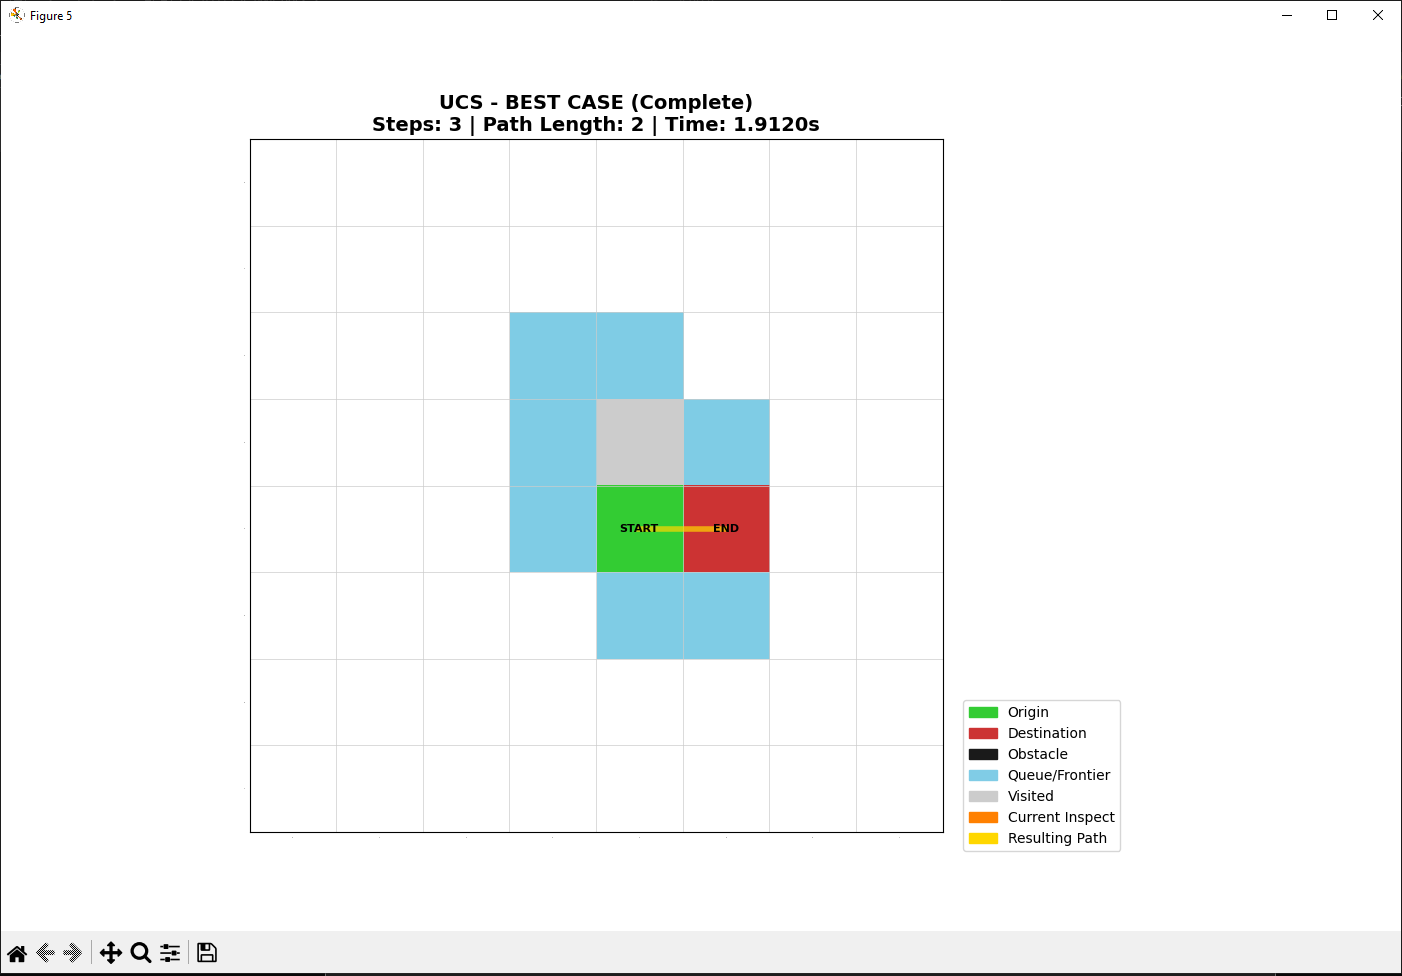 Figure 5
UCS - BEST CASE (Complete)
Steps: 3 | Path Length: 2 | Time: 1.9120s
START
END
Origin
Destination
Obstacle
Queue/Frontier
Visited
Current Inspect
Resulting Path